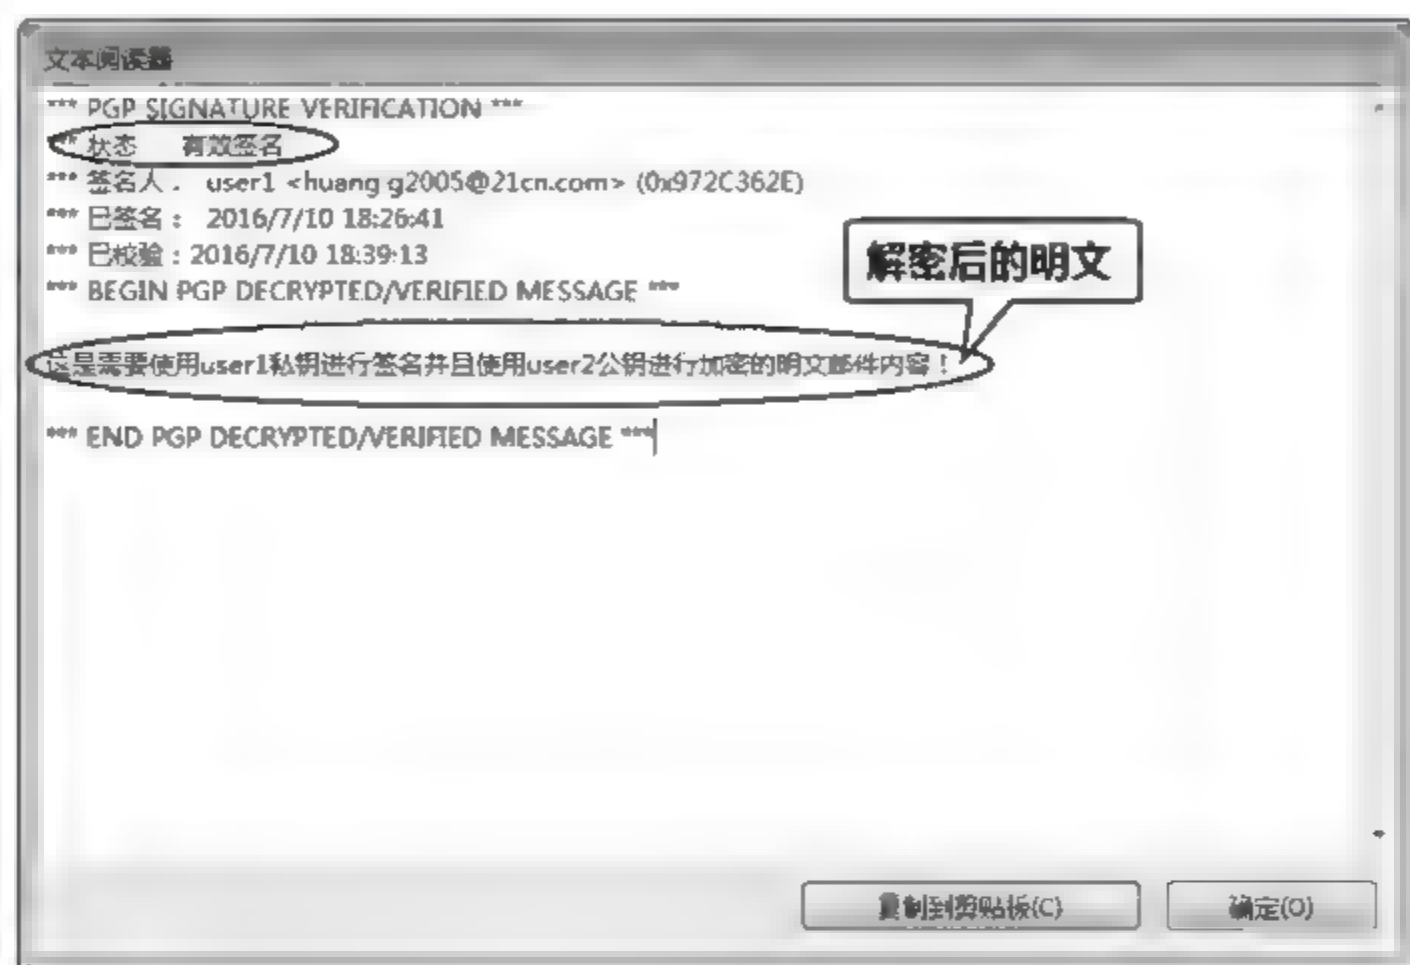 文本阅读器
*** PGP SIGNATURE VERIFICATION ***
** 状态 有效签名
*** 签名人： user1 <huang-g2005@21cn.com> (0x972C362E)
*** 已签名： 2016/7/10 18:26:41
*** 已校验：2016/7/10 18:39:13
*** BEGIN PGP DECRYPTED/VERIFIED MESSAGE ***
解密后的明文
这是需要使用user1私钥进行签名并且使用user2公钥进行加密的明文邮件内容！
*** END PGP DECRYPTED/VERIFIED MESSAGE ***
复制到剪贴板(C)
确定(O)